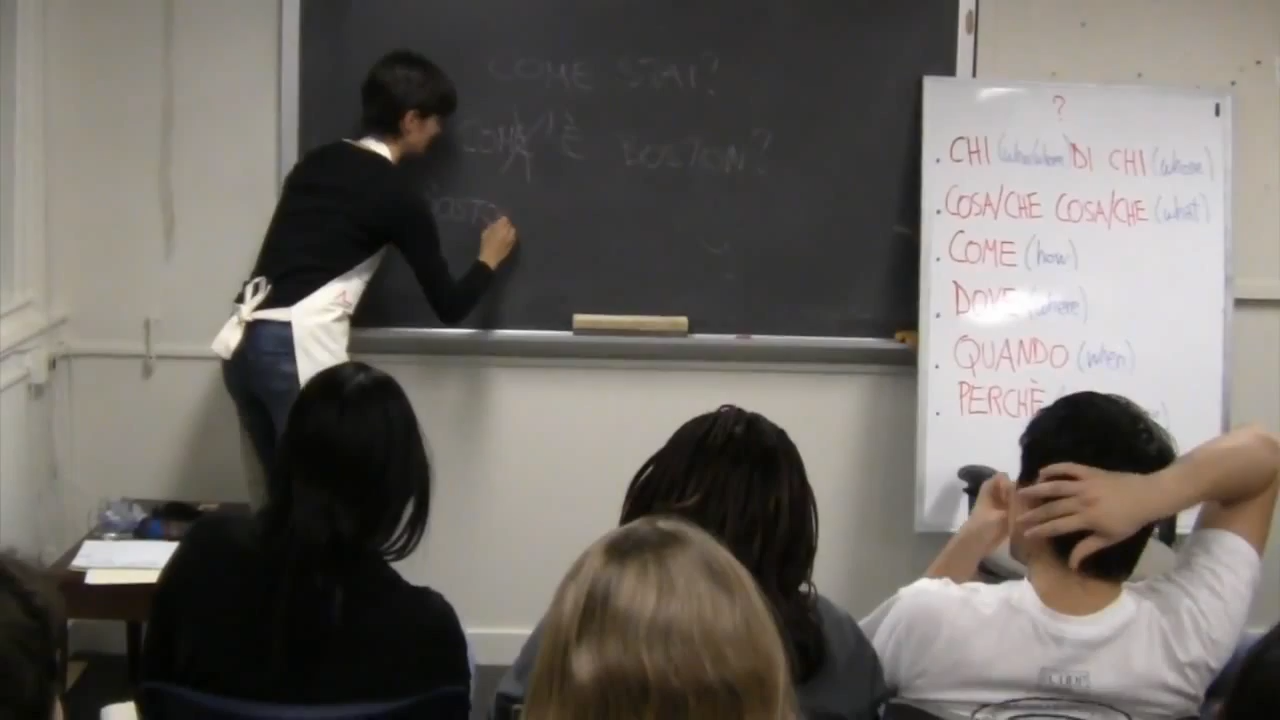 COME STAI?
COM' È BOSTON?
BOSTO
?
. CHI (who/whom) DI CHI (whose)
. COSA/CHE COSA/CHE (what)
. COME (how)
. DOVE (where)
. QUANDO (when)
. PERCHÈ